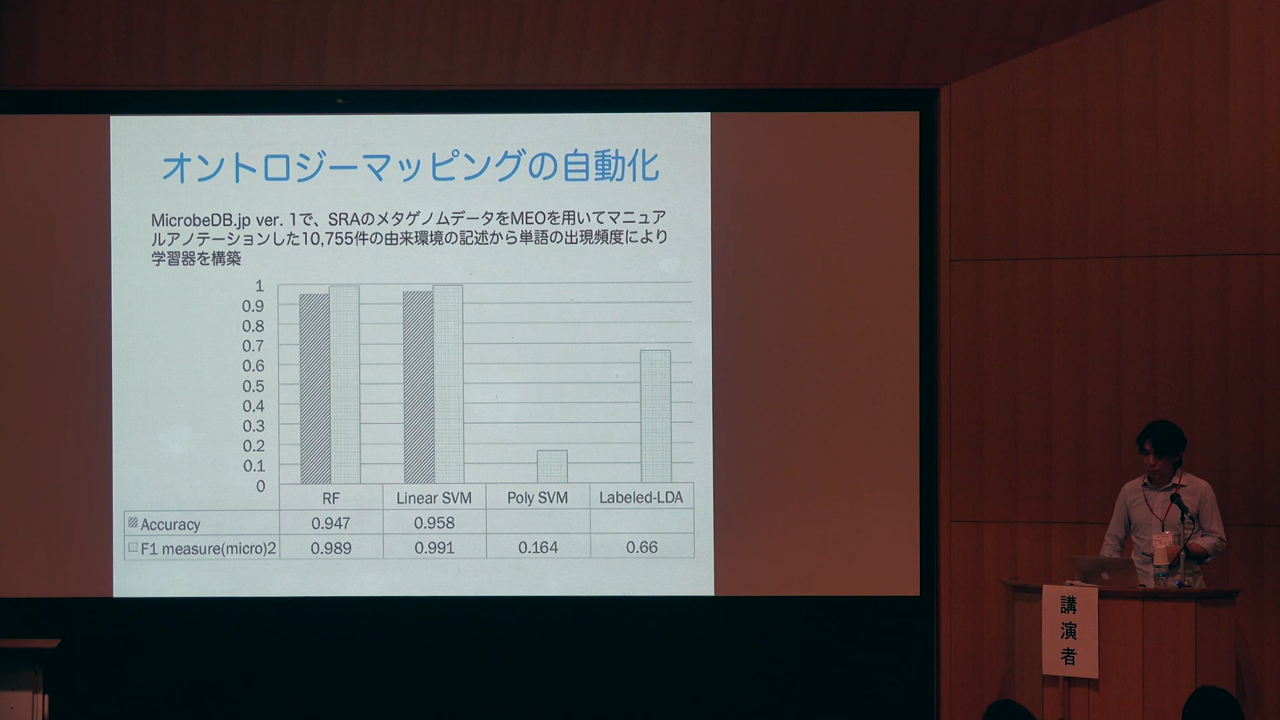 オントロジーマッピングの自動化
MicrobeDB.jp ver. 1で、SRAのメタゲノムデータをMEOを用いてマニュア
ルアノテーションした10,755件の由来環境の記述から単語の出現頻度により
学習器を構築
1
0.9
0.8
0.7
0.6
0.5
0.4
0.3
0.2
0.1
0
RF Linear SVM Poly SVM Labeled-LDA
Accuracy 0.947 0.958
F1 measure(micro)2 0.989 0.991 0.164 0.66
講演者